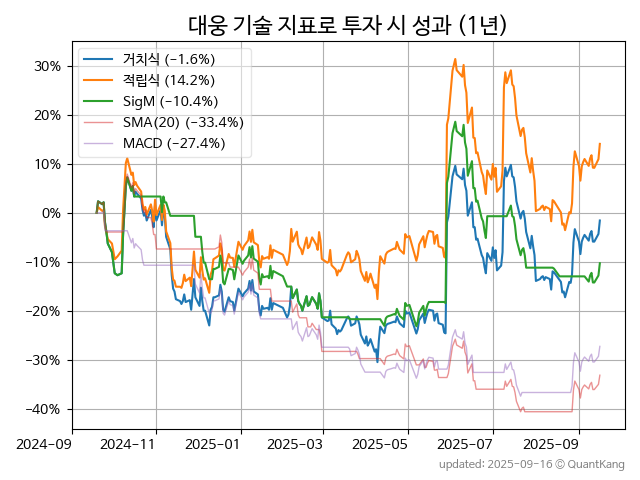 대웅 기술 지표로 투자 시 성과 (1년)
거치식 (−1.6%)
적립식 (14.2%)
SigM (−10.4%)
SMA(20) (−33.4%)
MACD (−27.4%)
30%
20%
10%
0%
−10%
−20%
−30%
−40%
2024-09 2024-11 2025-01 2025-03 2025-05 2025-07 2025-09
updated: 2025-09-16 © QuantKang